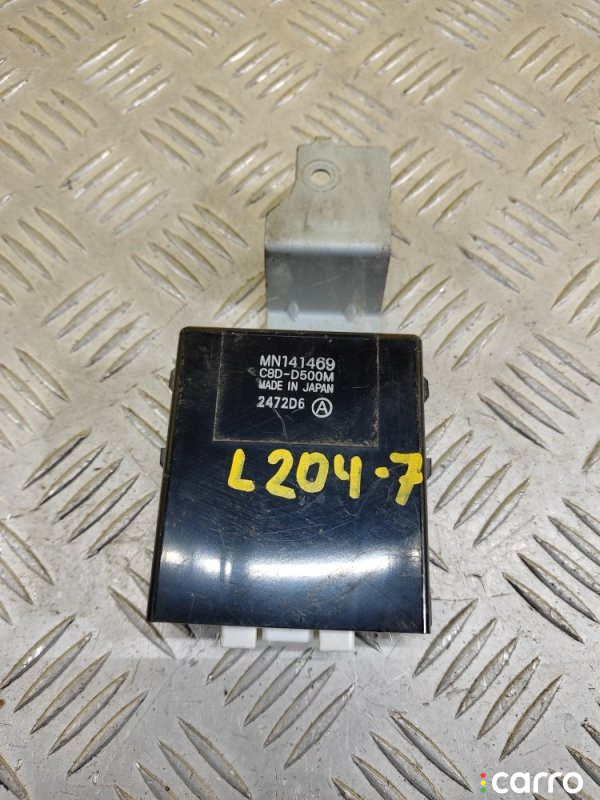 MN141469
C8D-D500M
MADE IN JAPAN
2472D6 Ⓐ
L204-7
carro